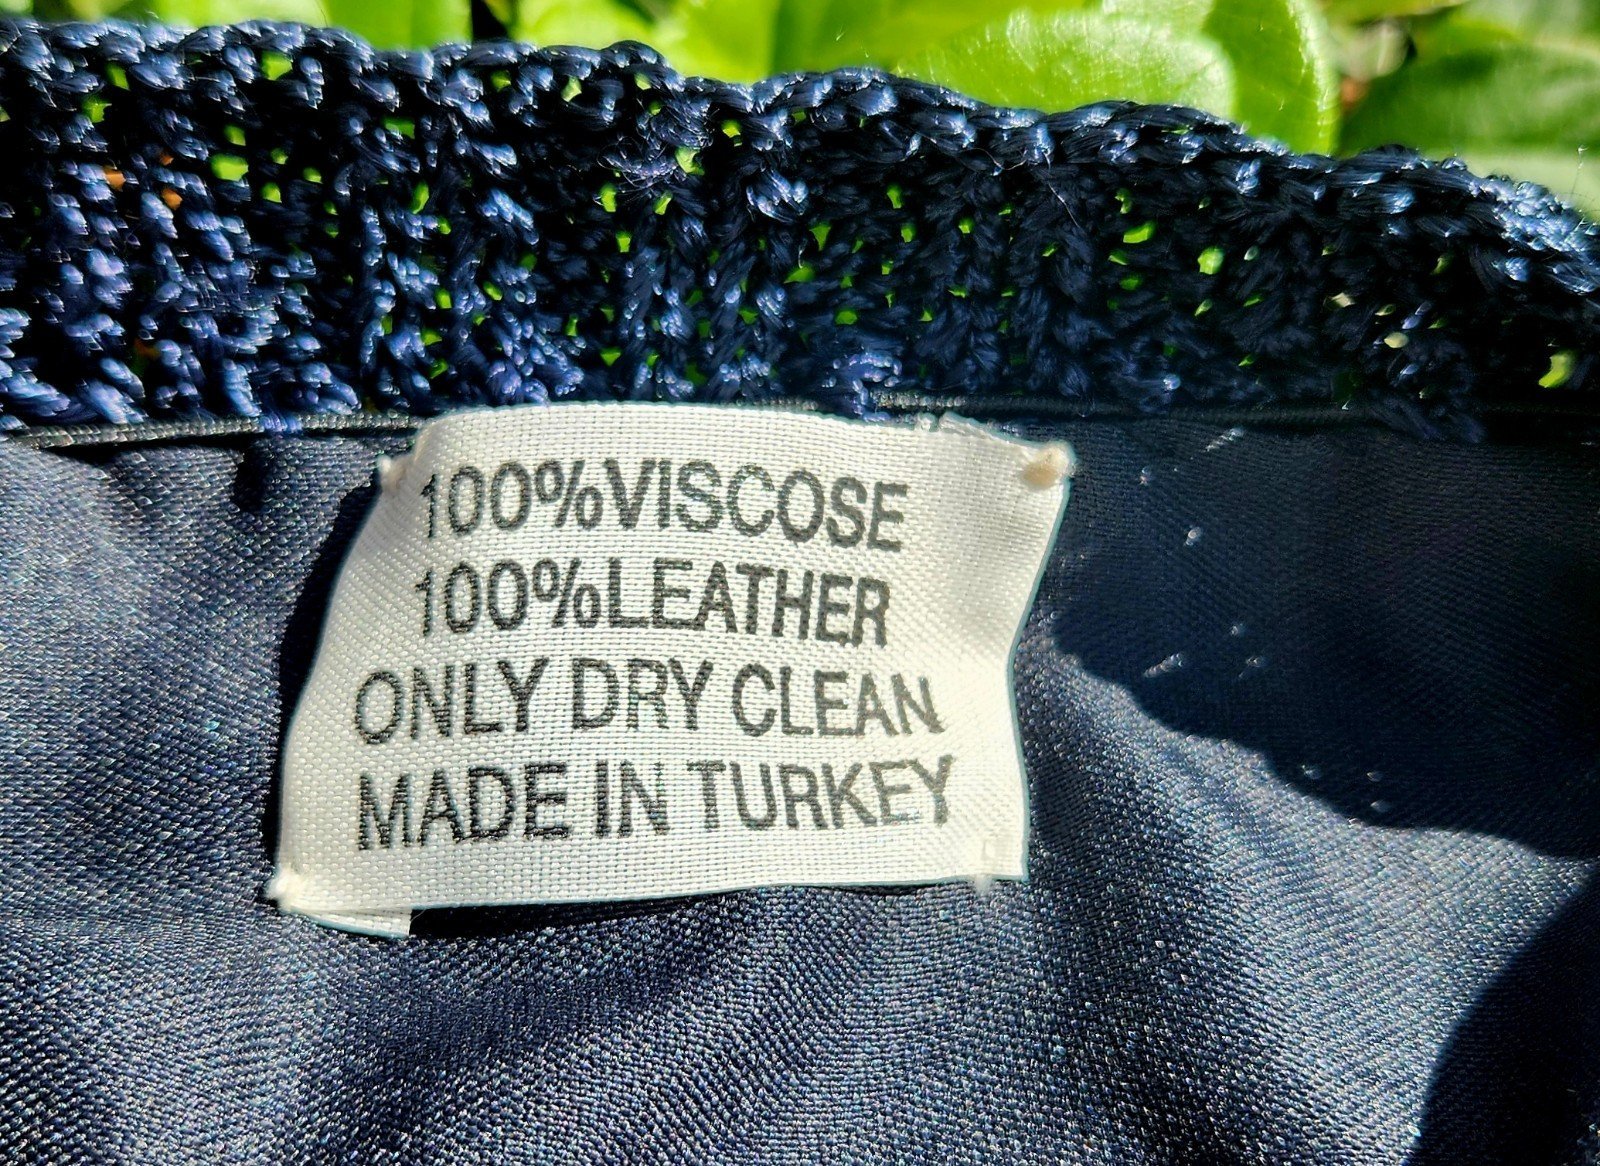 100%VISCOSE
100%LEATHER
ONLY DRY CLEAN
MADE IN TURKEY